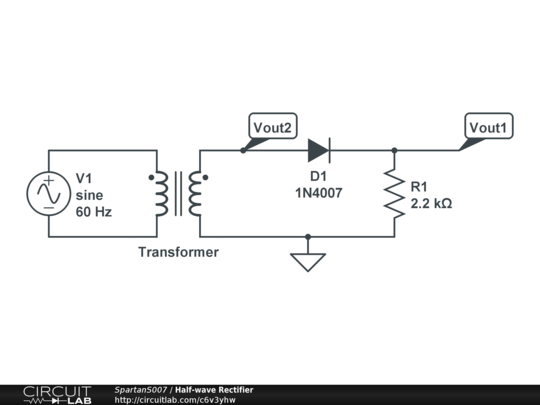 Vout2
Vout1
V1
sine
60 Hz
D1
1N4007
R1
2.2 kΩ
Transformer
CIRCUIT
LAB
SpartanS007 / Half-wave Rectifier
http://circuitlab.com/c6v3yhw